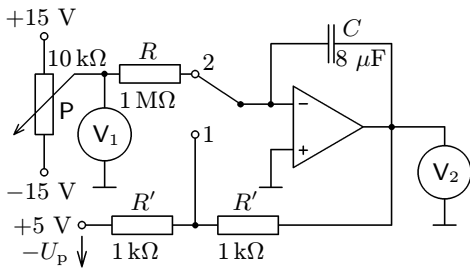 +15 V
C
10 kΩ
R
2
8 µF
P
V1
1 MΩ
−
1
+
−15 V
V2
+5 V
R′
R′
−Up
1 kΩ
1 kΩ